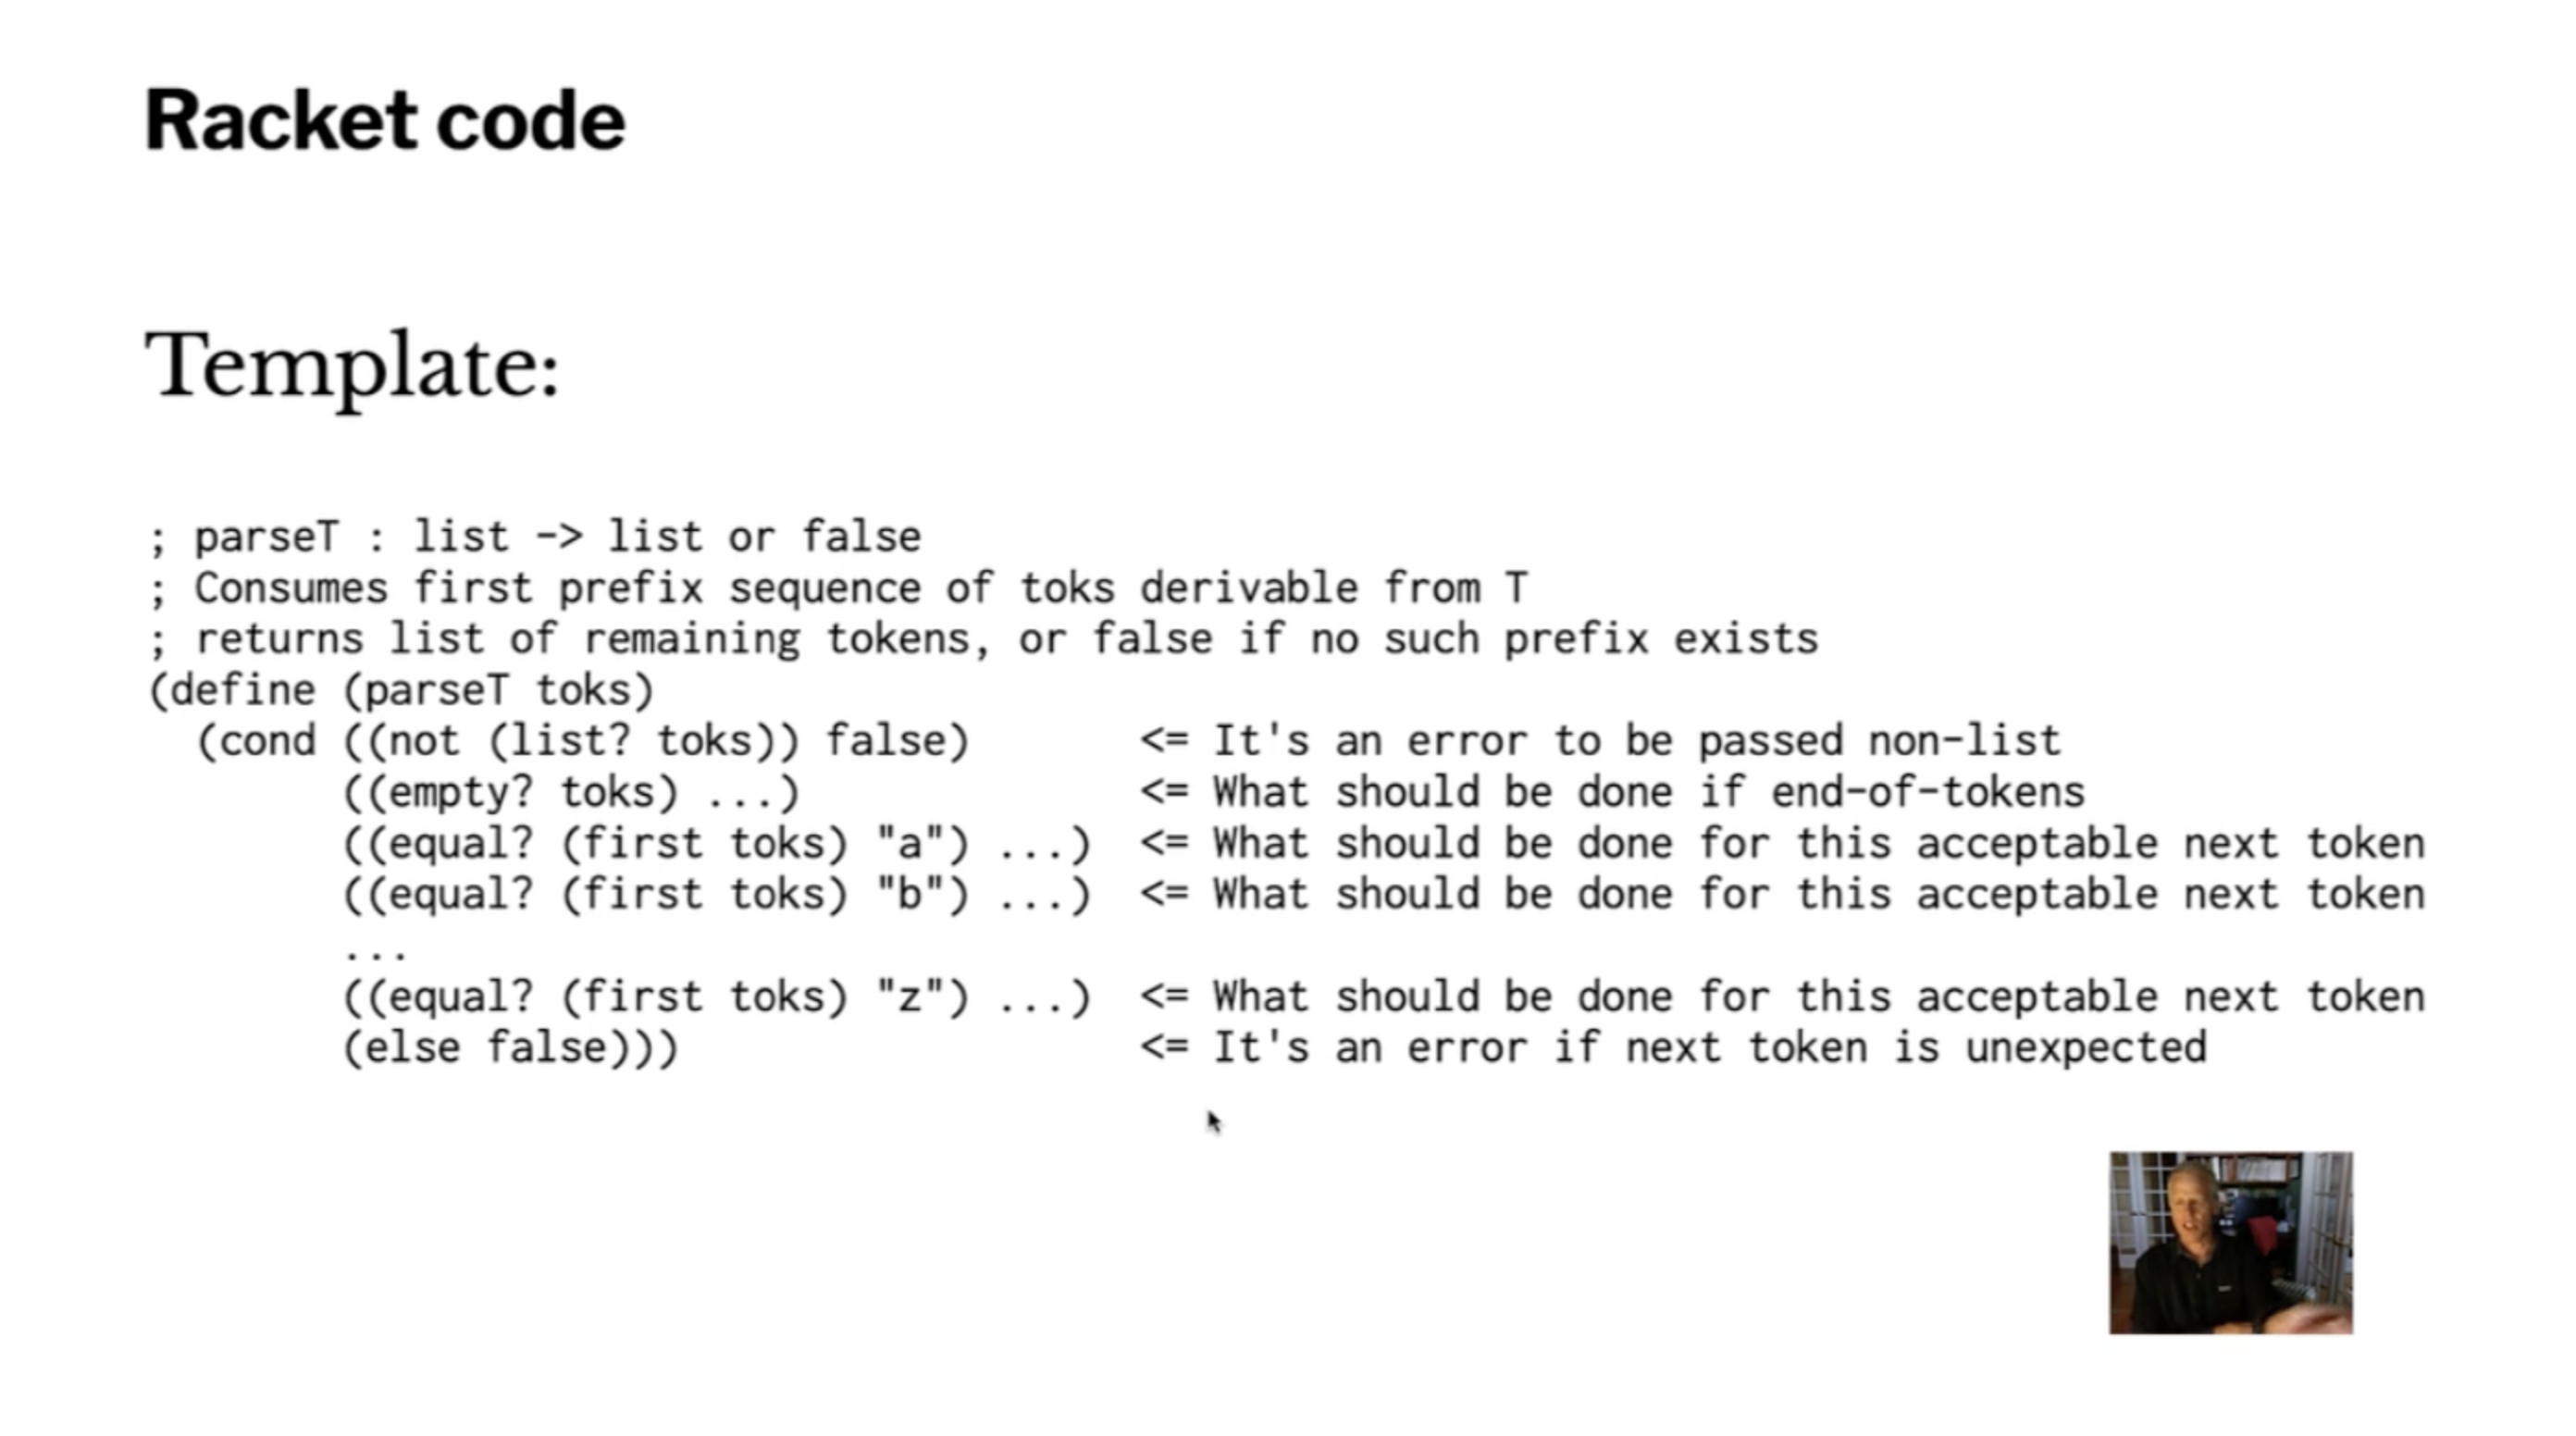 Racket code
Template:
; parseT : list -> list or false
; Consumes first prefix sequence of toks derivable from T
; returns list of remaining tokens, or false if no such prefix exists
(define (parseT toks)
  (cond ((not (list? toks)) false)       <= It's an error to be passed non-list
        ((empty? toks) ...)              <= What should be done if end-of-tokens
        ((equal? (first toks) "a") ...)  <= What should be done for this acceptable next token
        ((equal? (first toks) "b") ...)  <= What should be done for this acceptable next token
        ...
        ((equal? (first toks) "z") ...)  <= What should be done for this acceptable next token
        (else false)))                   <= It's an error if next token is unexpected